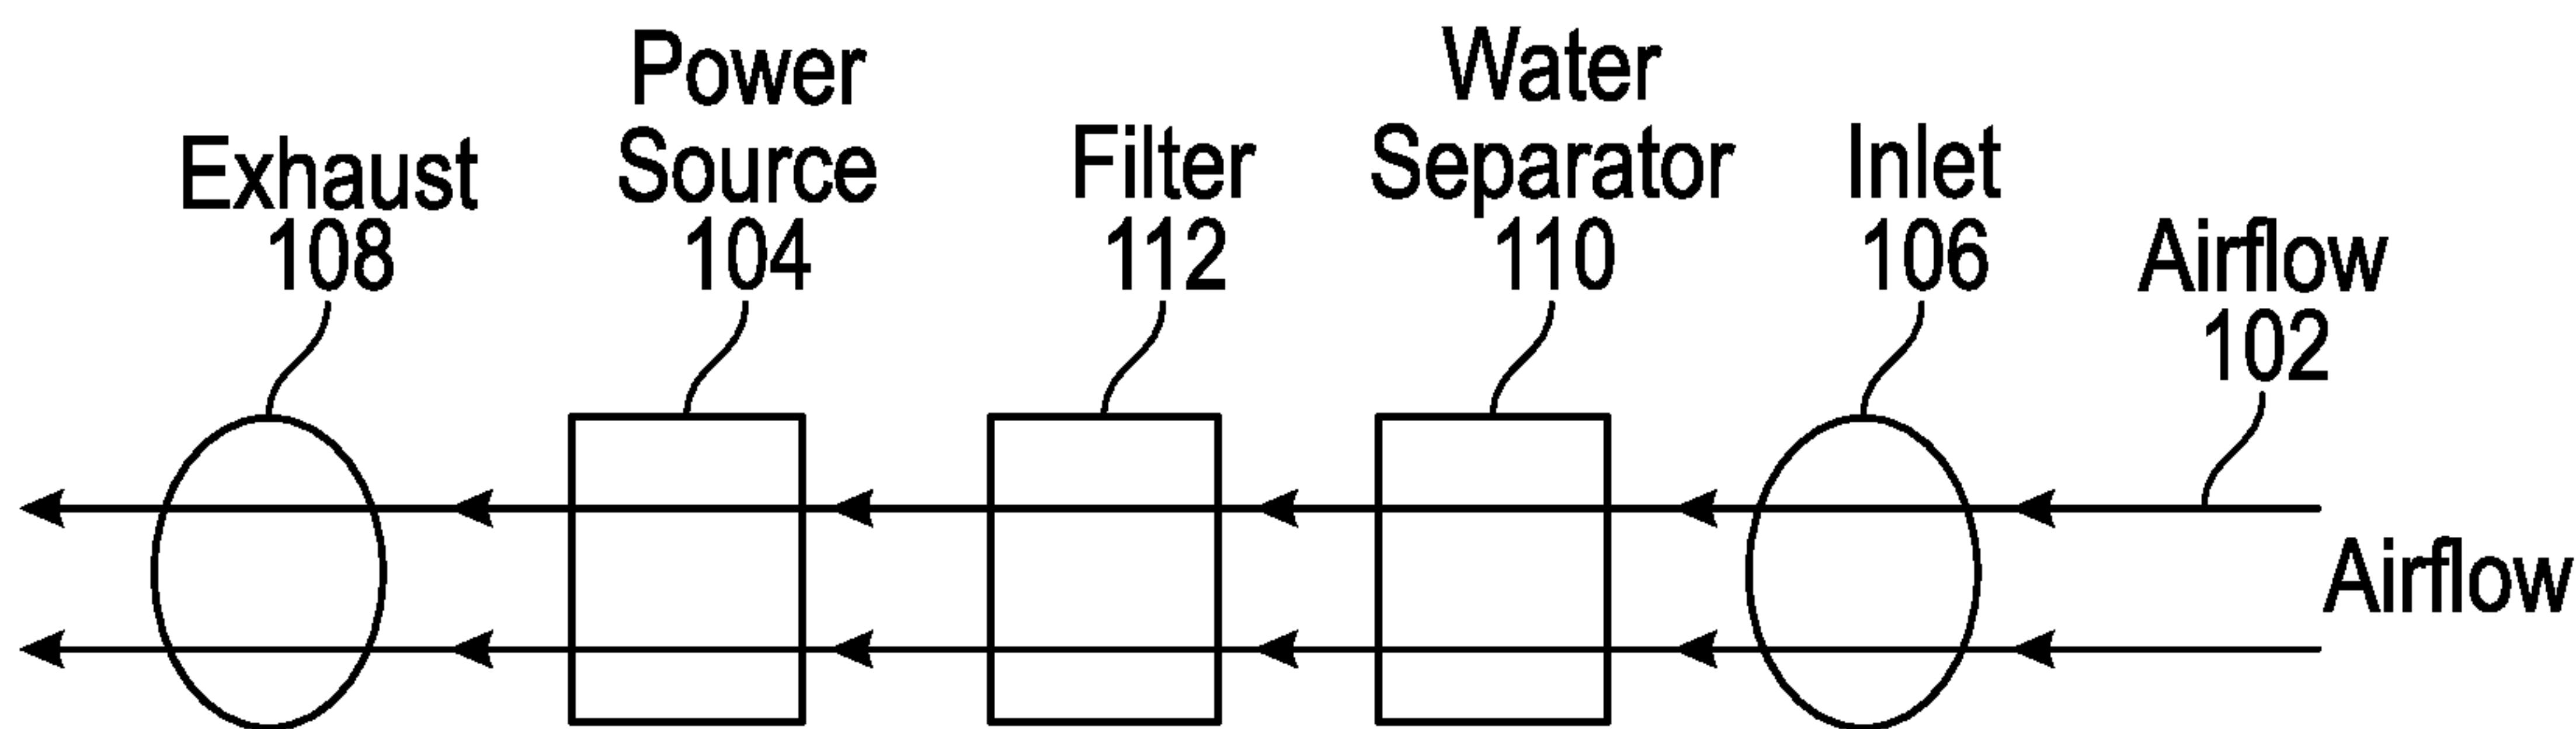 Exhaust
108
Power
Source
104
Filter
112
Water
Separator
110
Inlet
106
Airflow
102
Airflow